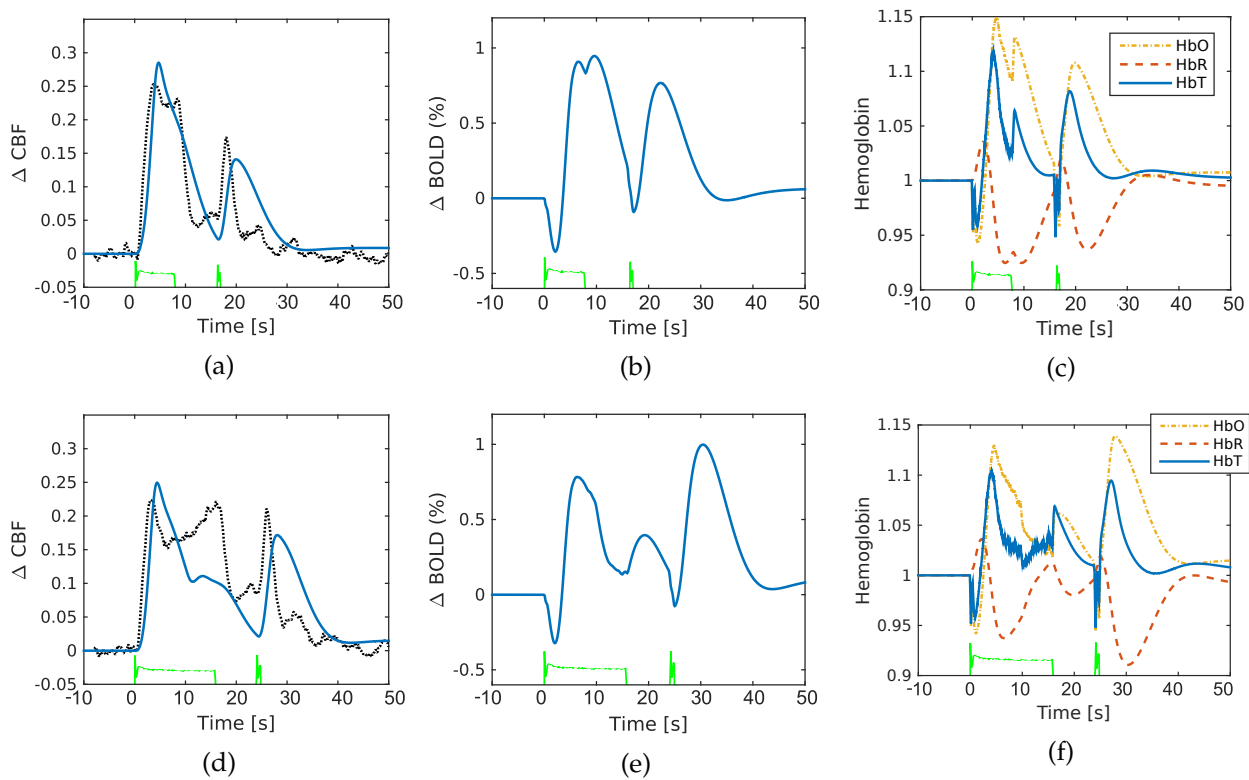 Δ CBF
0.3
0.25
0.2
0.15
0.1
0.05
0
-0.05
-10 0 10 20 30 40 50
Time [s]
(a)
Δ BOLD (%)
1
0.5
0
-0.5
-10 0 10 20 30 40 50
Time [s]
(b)
Hemoglobin
1.15
1.1
1.05
1
0.95
0.9
HbO
HbR
HbT
-10 0 10 20 30 40 50
Time [s]
(c)
Δ CBF
0.3
0.25
0.2
0.15
0.1
0.05
0
-0.05
-10 0 10 20 30 40 50
Time [s]
(d)
Δ BOLD (%)
1
0.5
0
-0.5
-10 0 10 20 30 40 50
Time [s]
(e)
Hemoglobin
1.15
1.1
1.05
1
0.95
0.9
HbO
HbR
HbT
-10 0 10 20 30 40 50
Time [s]
(f)